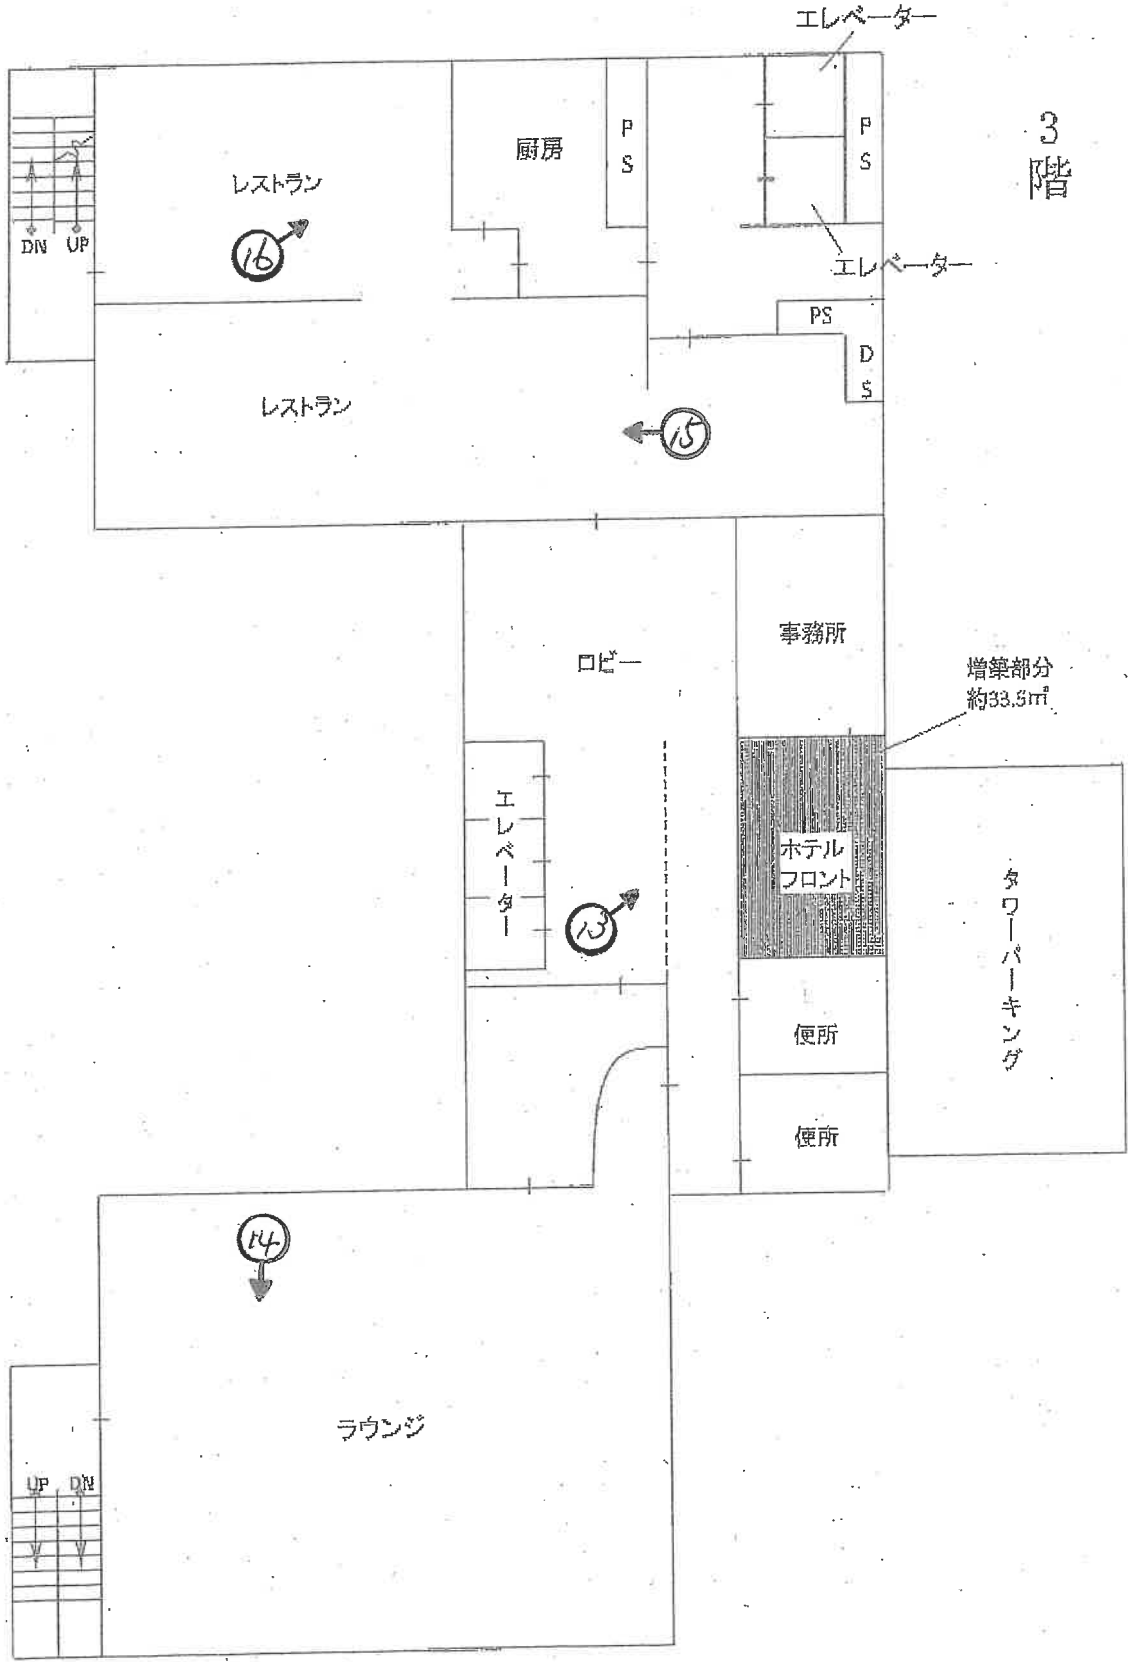 エレベーター
3
階
厨房
P
S
P
S
レストラン
DN UP
16
エレベーター
PS
D
S
レストラン
15
事務所
ロビー
増築部分
約33.5㎡
エレベーター
ホテル
フロント
タワーパーキング
13
便所
便所
14
ラウンジ
UP DN